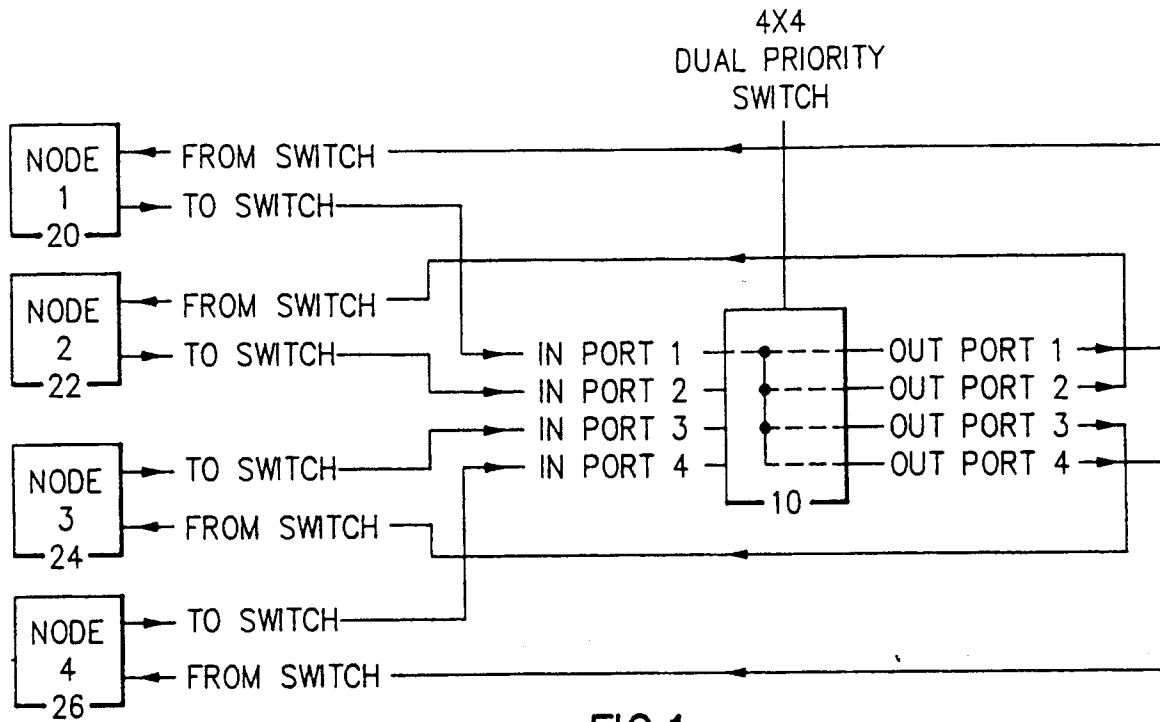 4X4
DUAL PRIORITY
SWITCH
NODE
1
20
FROM SWITCH
TO SWITCH
NODE
2
22
FROM SWITCH
TO SWITCH
NODE
3
24
TO SWITCH
FROM SWITCH
NODE
4
26
TO SWITCH
FROM SWITCH
IN PORT 1
IN PORT 2
IN PORT 3
IN PORT 4
10
OUT PORT 1
OUT PORT 2
OUT PORT 3
OUT PORT 4